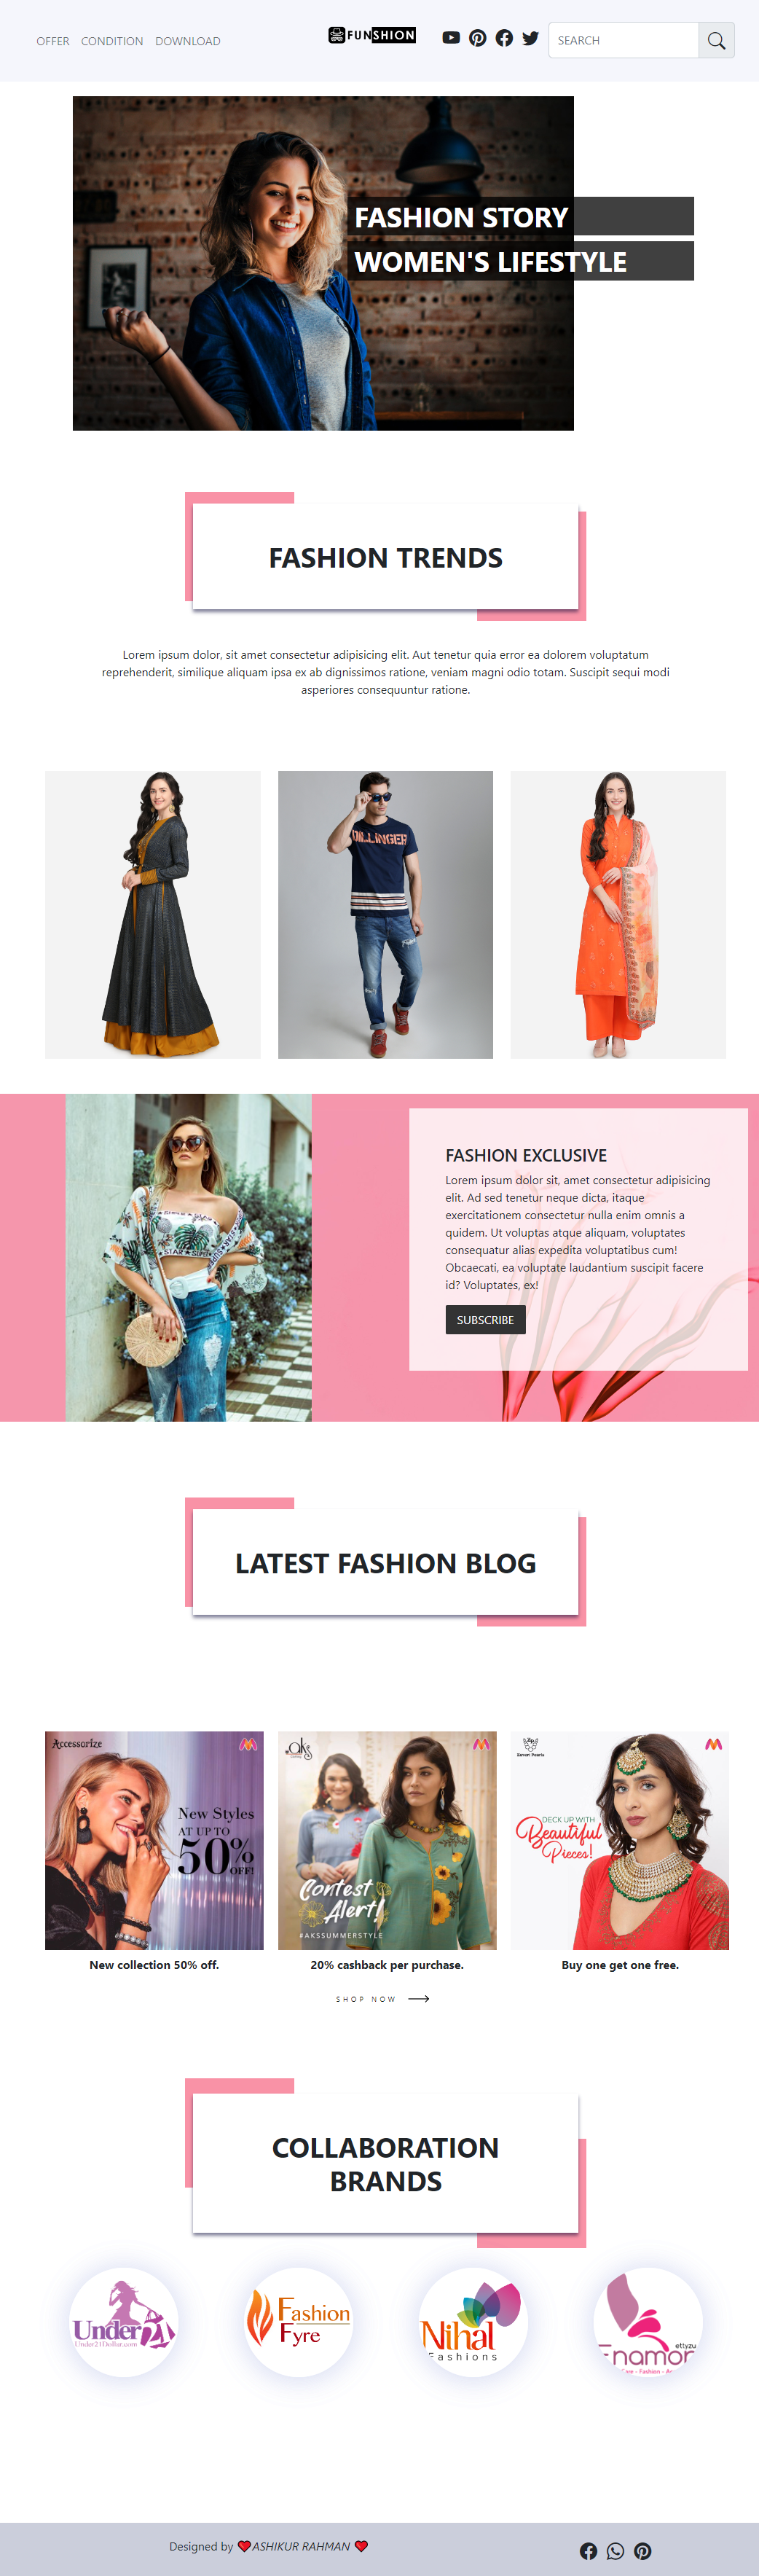 OFFER CONDITION DOWNLOAD
FUNSHION
SEARCH
FASHION STORY
WOMEN'S LIFESTYLE
FASHION TRENDS
Lorem ipsum dolor, sit amet consectetur adipisicing elit. Aut tenetur quia error ea dolorem voluptatum
reprehenderit, similique aliquam ipsa ex ab dignissimos ratione, veniam magni odio totam. Suscipit sequi modi
asperiores consequuntur ratione.
DILLINGER
FASHION EXCLUSIVE
Lorem ipsum dolor sit, amet consectetur adipisicing
elit. Ad sed tenetur neque dicta, itaque
exercitationem consectetur nulla enim omnis a
quidem. Ut voluptas atque aliquam, voluptates
consequatur alias expedita voluptatibus cum!
Obcaecati, ea voluptate laudantium suscipit facere
id? Voluptates, ex!
SUBSCRIBE
LATEST FASHION BLOG
Accessorize
New Styles
AT UP TO
50%
OFF!
aks
Contest
Alert!
#AKSSUMMERSTYLE
Zaveri Pearls
DECK UP WITH
Beautiful
Pieces!
New collection 50% off.
20% cashback per purchase.
Buy one get one free.
SHOP NOW
COLLABORATION
BRANDS
Under21
Under21Dollar.com
Fashion
Fyre
Nihal
Fashions
ettyzu
Enamor
Care - Fashion - A
Designed by ❤️ASHIKUR RAHMAN ❤️